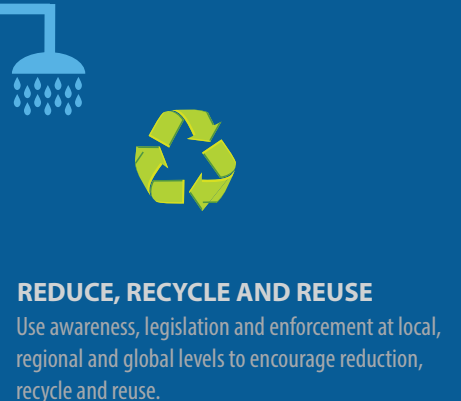 REDUCE, RECYCLE AND REUSE
Use awareness, legislation and enforcement at local,
regional and global levels to encourage reduction,
recycle and reuse.